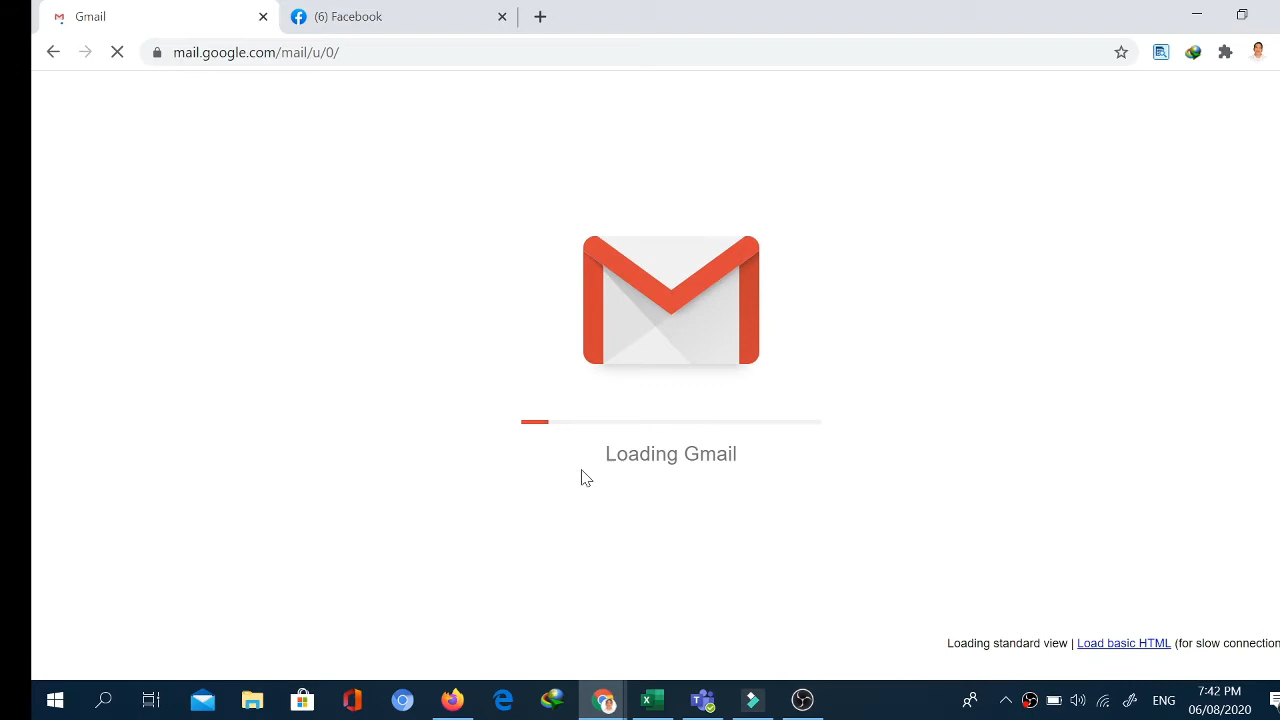 Gmail
(6) Facebook
mail.google.com/mail/u/0/
Loading Gmail
Loading standard view | Load basic HTML (for slow connection
ENG
7:42 PM
06/08/2020